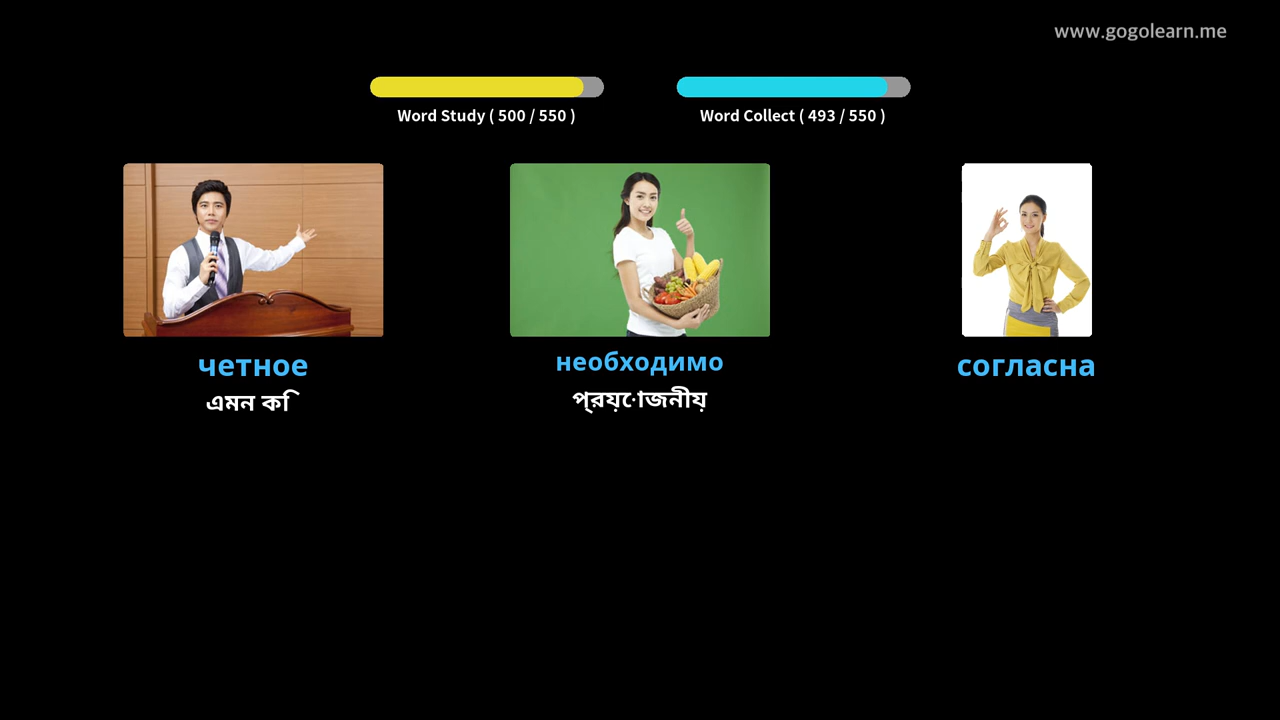 www.gogolearn.me
Word Study ( 500 / 550 )
Word Collect ( 493 / 550 )
четное
необходимо
согласна
এমন কি
প্রয়োজনীয়